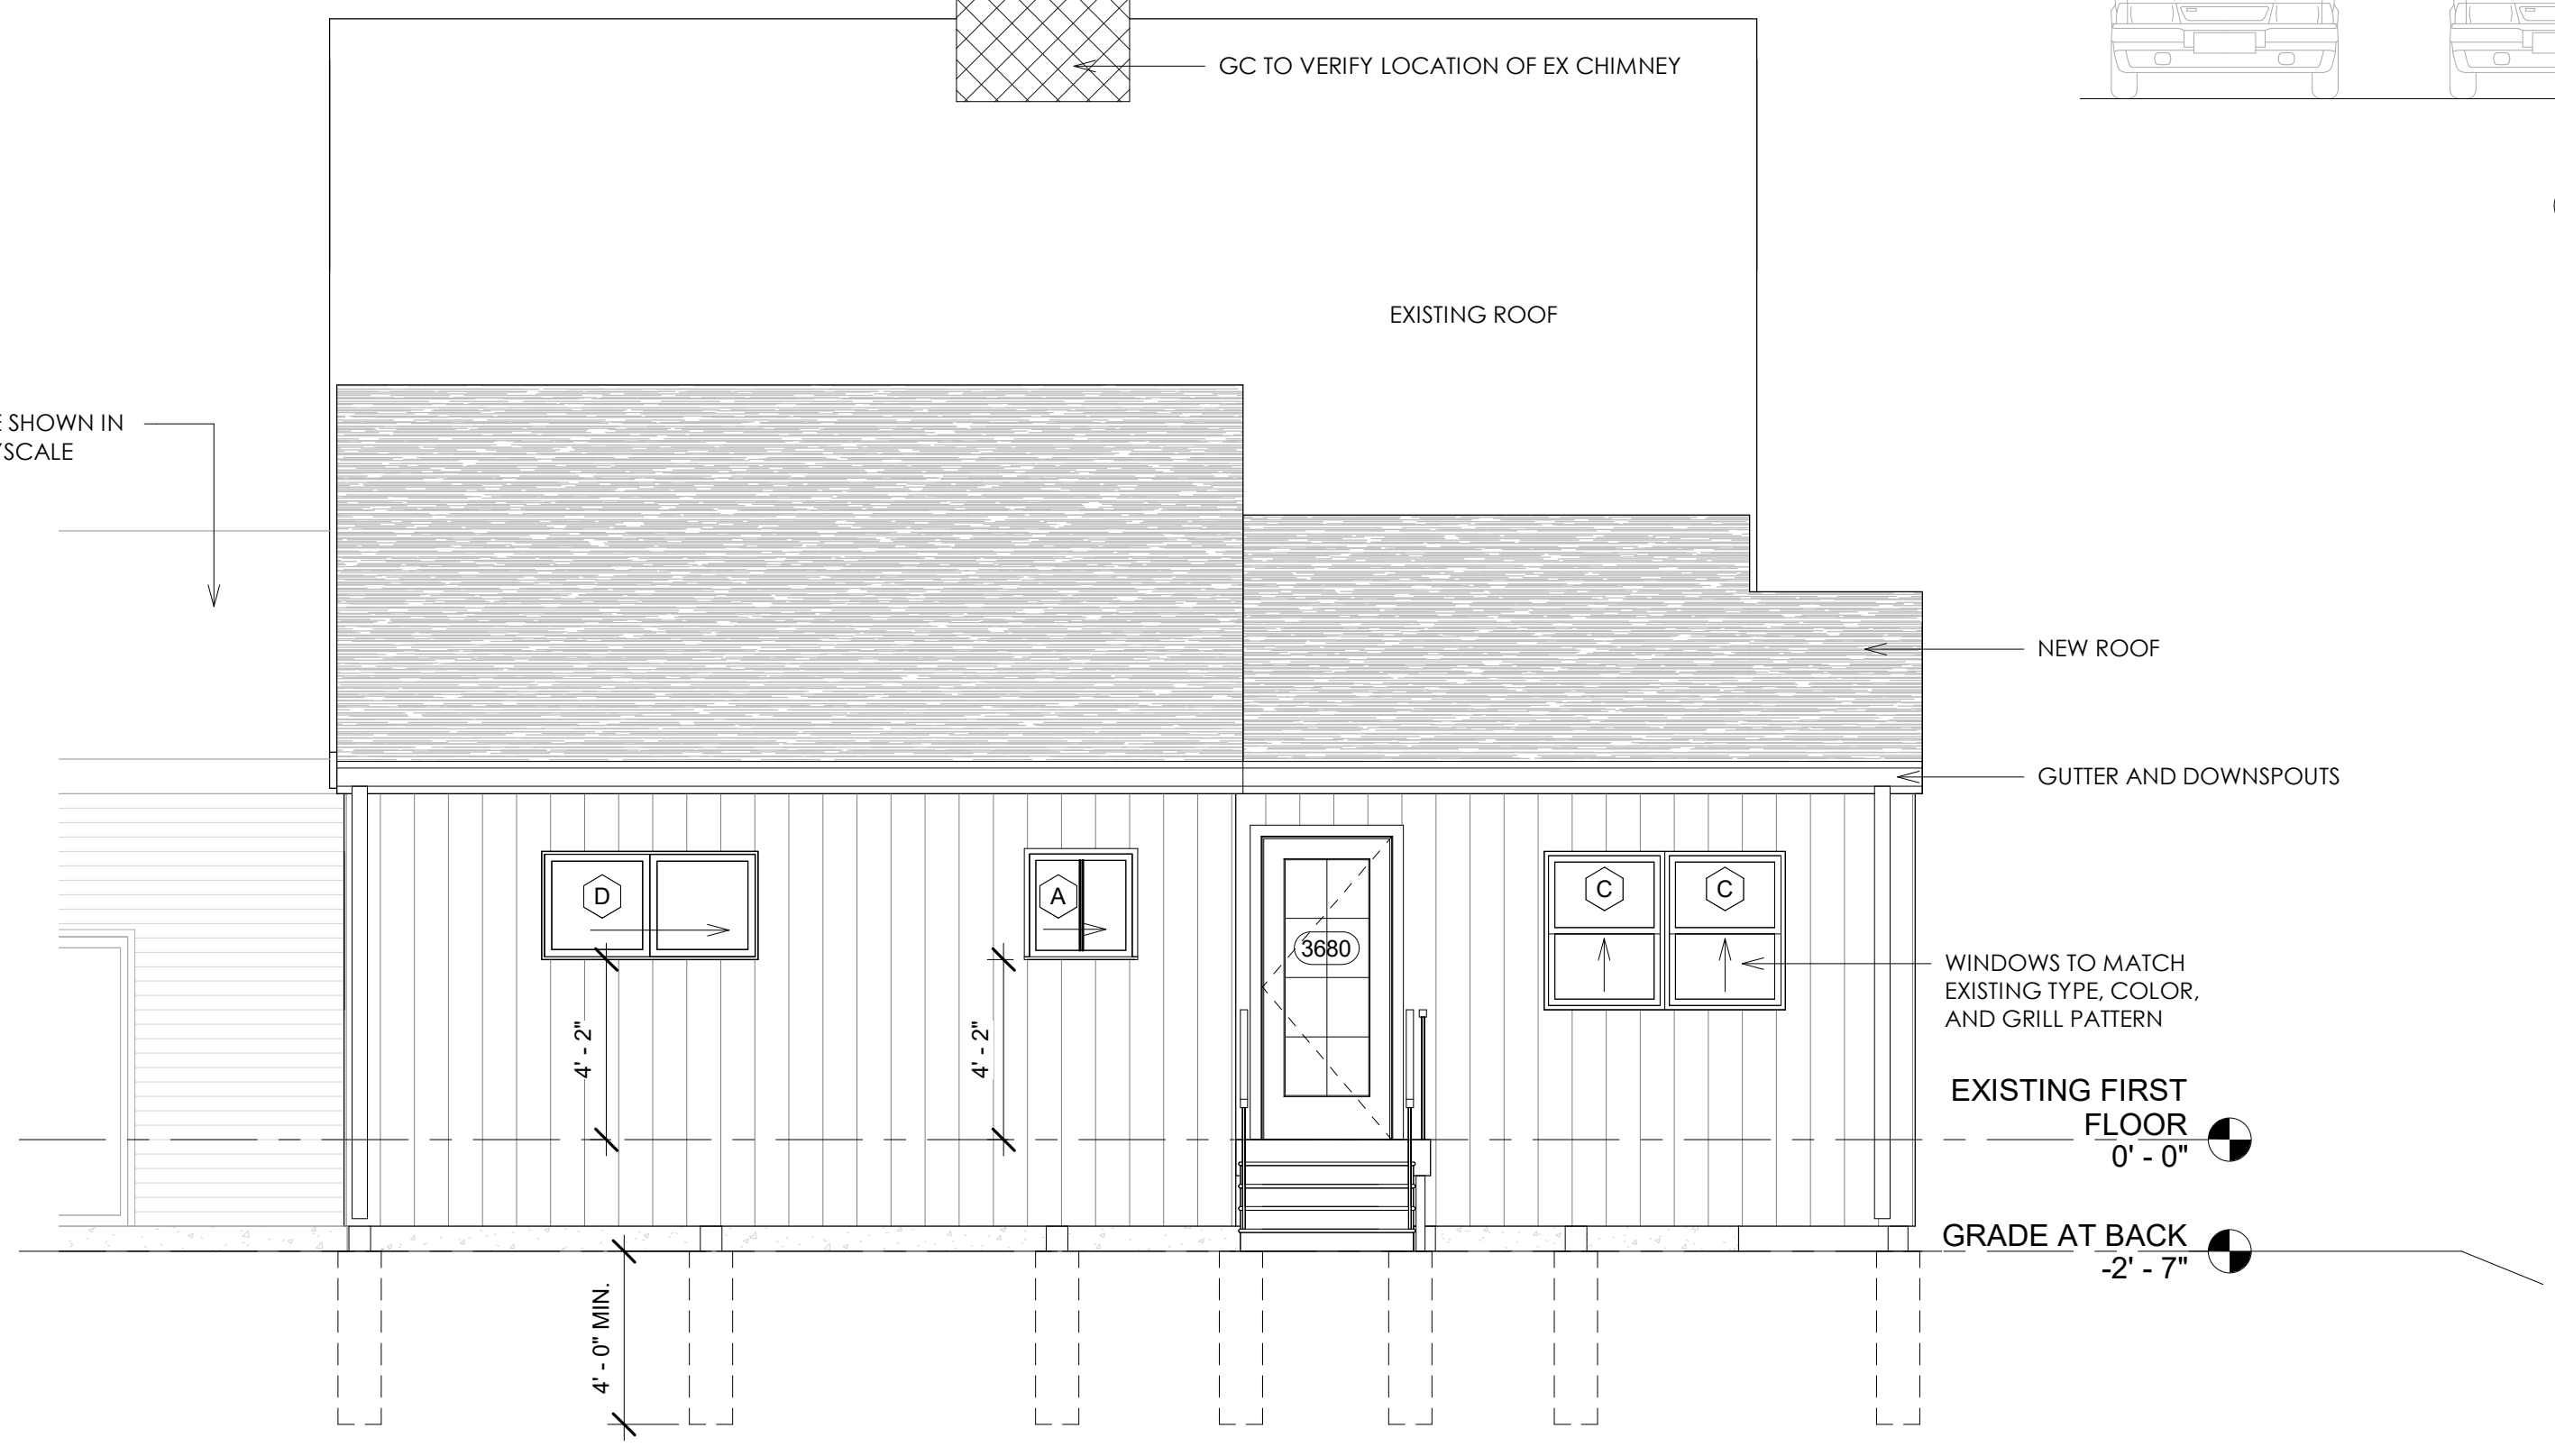 GC TO VERIFY LOCATION OF EX CHIMNEY
EXISTING ROOF
SHOWN IN
NEW ROOF
GUTTER AND DOWNSPOUTS
D
A
C
C
3680
WINDOWS TO MATCH
EXISTING TYPE, COLOR,
AND GRILL PATTERN
4' - 2"
4' - 2"
EXISTING FIRST
FLOOR
0' - 0"
GRADE AT BACK
-2' - 7"
4' - 0" MIN.